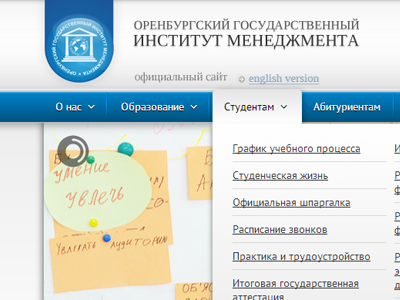 ОРЕНБУРГСКИЙ ГОСУДАРСТВЕННЫЙ ИНСТИТУТ МЕНЕДЖМЕНТА
ОРЕНБУРГСКИЙ ГОСУДАРСТВЕННЫЙ
ИНСТИТУТ МЕНЕДЖМЕНТА
официальный сайт english version
О нас Образование Студентам Абитуриентам
График учебного процесса
Студенческая жизнь
Официальная шпаргалка
Расписание звонков
Практика и трудоустройство
Итоговая государственная
аттестация
УМЕНИЕ
УВЛЕЧЬ
УВЛЕКАТЬ АУДИТОРИЮ